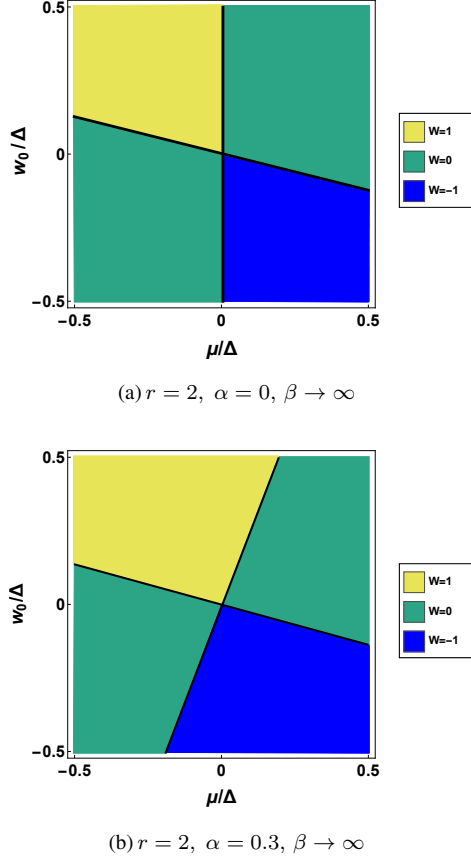 0.5
w₀/Δ
0
−0.5
−0.5 0 0.5
μ/Δ
W=1
W=0
W=−1
(a) r = 2, α = 0, β → ∞
0.5
w₀/Δ
0
−0.5
−0.5 0 0.5
μ/Δ
W=1
W=0
W=−1
(b) r = 2, α = 0.3, β → ∞